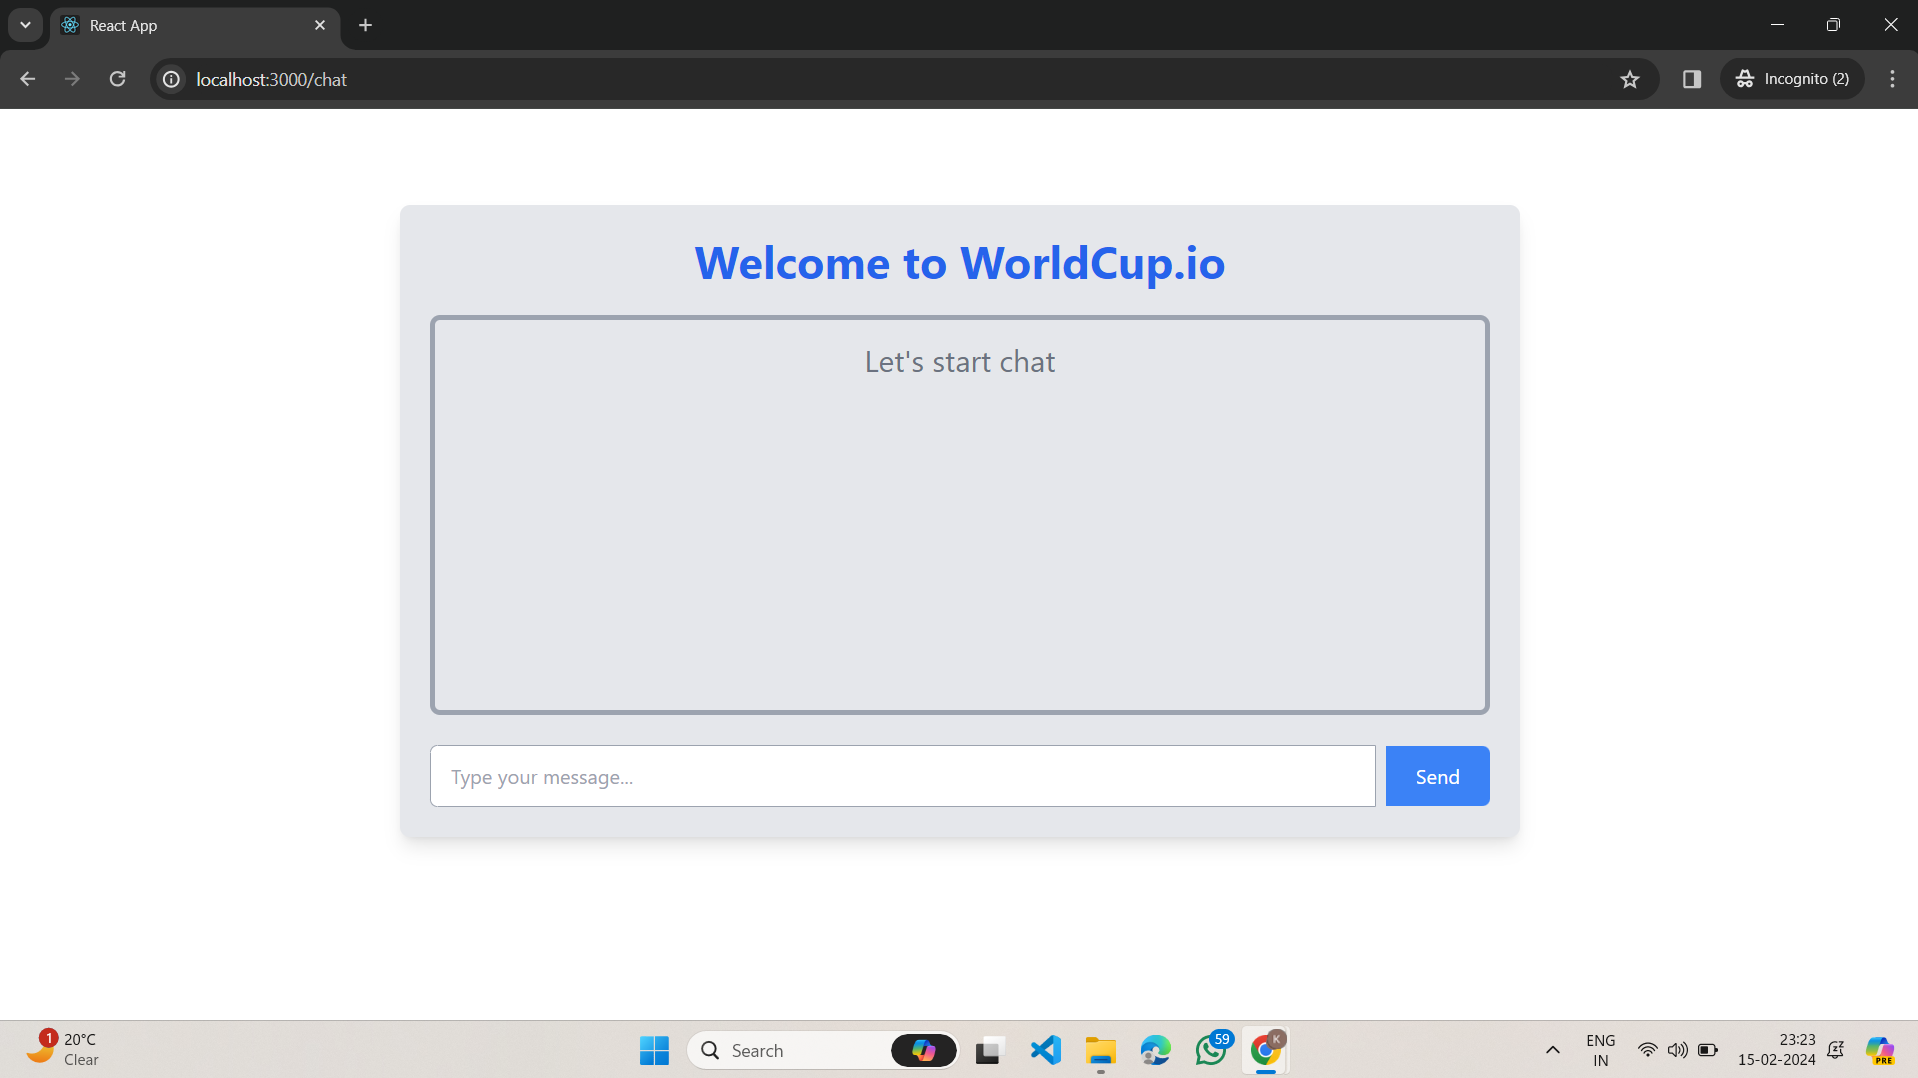 React App
localhost:3000/chat
Incognito (2)
Welcome to WorldCup.io
Let's start chat
Type your message...
Send
1
20°C
Clear
Search
59
K
ENG
IN
23:23
15-02-2024
PRE